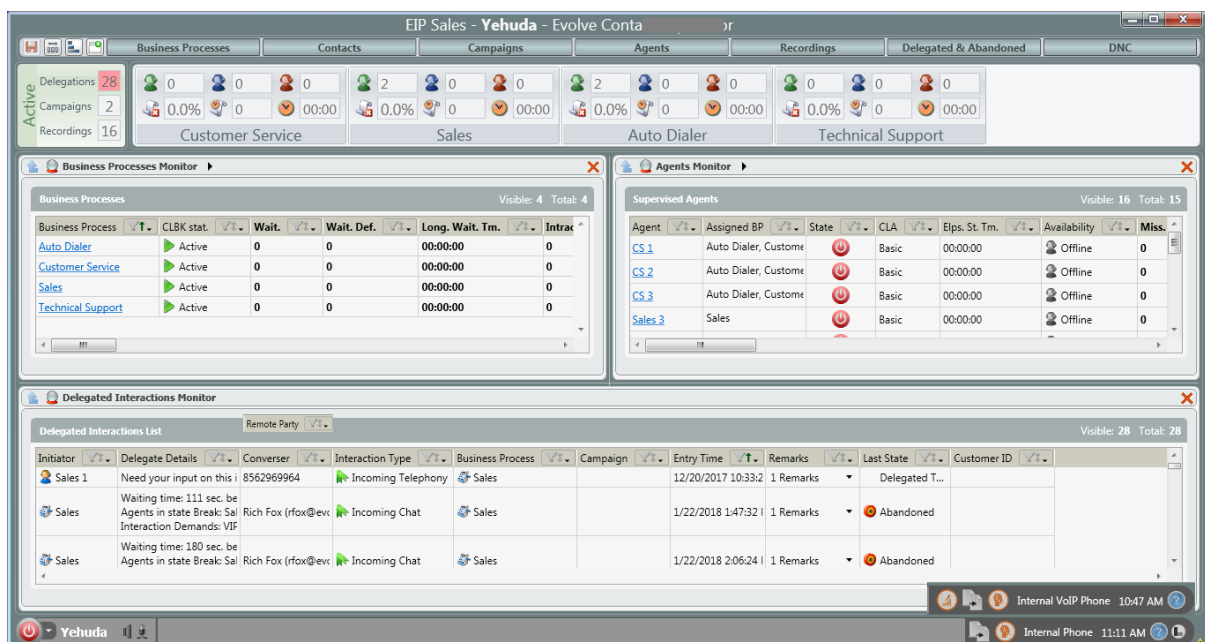 EIP Sales - Yehuda - Evolve Conta or
Business Processes Contacts Campaigns Agents Recordings Delegated & Abandoned DNC
Active
Delegations 28 0 0 0 2 0 0 2 0 0 0 0 0
Campaigns 2 0.0% 0 00:00 0.0% 0 00:00 0.0% 0 00:00 0.0% 0 00:00
Recordings 16 Customer Service Sales Auto Dialer Technical Support
Business Processes Monitor
Business Processes Visible: 4 Total: 4
Business Process CLBK stat. Wait. Wait. Def. Long. Wait. Tm. Intrac
Auto Dialer Active 0 0 00:00:00 0
Customer Service Active 0 0 00:00:00 0
Sales Active 0 0 00:00:00 0
Technical Support Active 0 0 00:00:00 0
Agents Monitor
Supervised Agents Visible: 16 Total: 15
Agent Assigned BP State CLA Elps. St. Tm. Availability Miss.
CS 1 Auto Dialer, Custome Basic 00:00:00 Offline 0
CS 2 Auto Dialer, Custome Basic 00:00:00 Offline 0
CS 3 Auto Dialer, Custome Basic 00:00:00 Offline 0
Sales 3 Sales Basic 00:00:00 Offline 0
Delegated Interactions Monitor
Delegated Interactions List Remote Party Visible: 28 Total: 28
Initiator Delegate Details Converser Interaction Type Business Process Campaign Entry Time Remarks Last State Customer ID
Sales 1 Need your input on this i 8562969964 Incoming Telephony Sales 12/20/2017 10:33:2 1 Remarks Delegated T...
Waiting time: 111 sec. be
Sales Agents in state Break: Sal Rich Fox (rfox@evo Incoming Chat Sales 1/22/2018 1:47:32 1 Remarks Abandoned
Interaction Demands: VIF
Waiting time: 180 sec. be
Sales Agents in state Break: Sal Rich Fox (rfox@evo Incoming Chat Sales 1/22/2018 2:06:24 1 Remarks Abandoned
Internal VoIP Phone 10:47 AM
Yehuda Internal Phone 11:11 AM